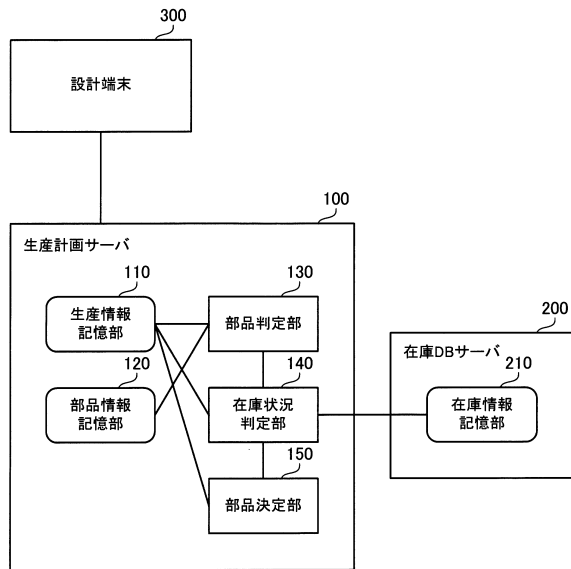 300
設計端末
100
生産計画サーバ
110
生産情報
記憶部
130
部品判定部
120
部品情報
記憶部
140
在庫状況
判定部
150
部品決定部
200
在庫DBサーバ
210
在庫情報
記憶部